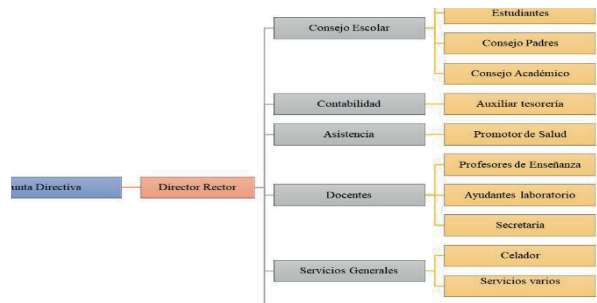 Estudiantes
Consejo Escolar
Consejo Padres
Consejo Académico
Contabilidad
Auxiliar tesorería
Asistencia
Promotor de Salud
Profesores de Enseñanza
unta Directiva
Director Rector
Docentes
Ayudantes laboratorio
Secretaria
Celador
Servicios Generales
Servicios varios